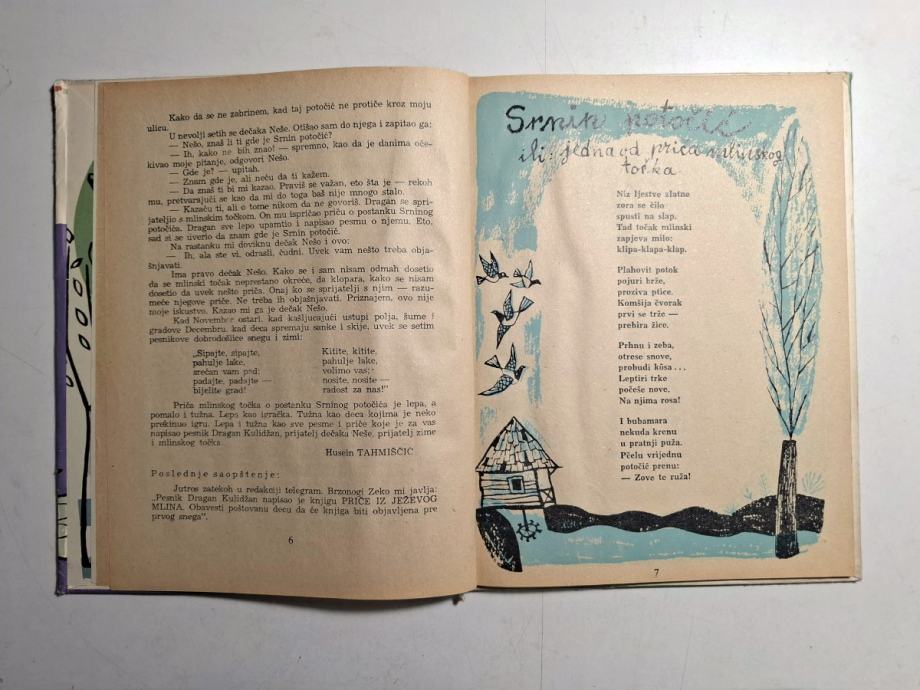 Kako da se ne zabrinem, kad taj potočić ne protiče kroz moju
ulicu.
U nevolji setih se dečaka Neše. Otišao sam do njega i zapitao ga:
— Nešo, znaš li ti gde je Srnin potočić?
— Ih, kako ne bih znao! — spremno, kao da je danima oče-
kivao moje pitanje, odgovori Nešo.
— Gde je? — upitah.
— Znam gde je, ali neću da ti kažem.
— Da znaš ti bi mi kazao. Praviš se važan, eto šta je — rekoh
mu, pretvarajući se kao da mi do toga baš nije mnogo stalo.
— Kazaću ti, ali o tome nikom da ne govoriš. Dragan se spri-
jateljio s mlinskim točkom. On mu ispričao priču o postanku Srninog
potočića. Dragan sve lepo upamtio i napisao pesmu o njemu. Eto,
sad si se uverio da znam gde je Srnin potočić.
Na rastanku mi doviknu dečak Nešo i ovo:
— Ih, ala ste vi, odrasli, čudni. Uvek vam nešto treba obja-
šnjavati.
Ima pravo dečak Nešo. Kako se i sam nisam odmah dosetio
da se mlinski točak neprestano okreće, da klopara, kako se nisam
dosetio da uvek nešto priča. Onaj ko se sprijatelji s njim — razu-
meće njegove priče. Ne treba ih objašnjavati. Priznajem, ovo nije
moje iskustvo. Kazao mi ga je dečak Nešo.
Kad Novembar ostari, kad kašljucajući ustupi polja, šume i
gradove Decembru, kad deca spremaju sanke i skije, uvek se setim
pesnikove dobrodošlice snegu i zimi:
„Sipajte, sipajte,
pahulje lake,
srećan vam pad;
padajte, padajte —
bijelite grad!
Kitite, kitite,
pahulje lake,
volimo vas;
nosite, nosite —
radost za nas!"
Priča mlinskog točka o postanku Srninog potočića je lepa, a
pomalo i tužna. Lepa kao igračka. Tužna kao deca kojima je neko
prekinuo igru. Lepa i tužna kao sve pesme i priče koje je za vas
napisao pesnik Dragan Kulidžan, prijatelj dečaka Neše, prijatelj zime
i mlinskog točka.
Husein TAHMIŠČIĆ
Poslednje saopštenje:
Jutros zatekoh u redakciji telegram. Brzonogi Zeko mi javlja:
„Pesnik Dragan Kulidžan napisao je knjigu PRIČE IZ JEŽEVOG
MLINA. Obavesti poštovanu decu da će knjiga biti objavljena pre
prvog snega".
6
Srnin potočić
ili: jedna od priča mlinskog
točka
Niz ljestve zlatne
zora se čilo
spusti na slap.
Tad točak mlinski
zapjeva milo:
klipa-klapa-klap.
Plahovit potok
pojuri brže,
proziva ptice.
Komšija čvorak
prvi se trže —
prebira žice.
Prhnu i zeba,
otrese snove,
probudi kôsa...
Leptiri trke
počeše nove.
Na njima rosa!
I bubamara
nekuda krenu
u pratnji puža.
Pčelu vrijednu
potočić prenu:
— Zove te ruža!
7